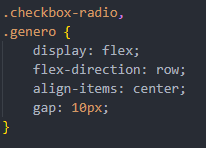 .checkbox-radio,
.genero {
    display: flex;
    flex-direction: row;
    align-items: center;
    gap: 10px;
}